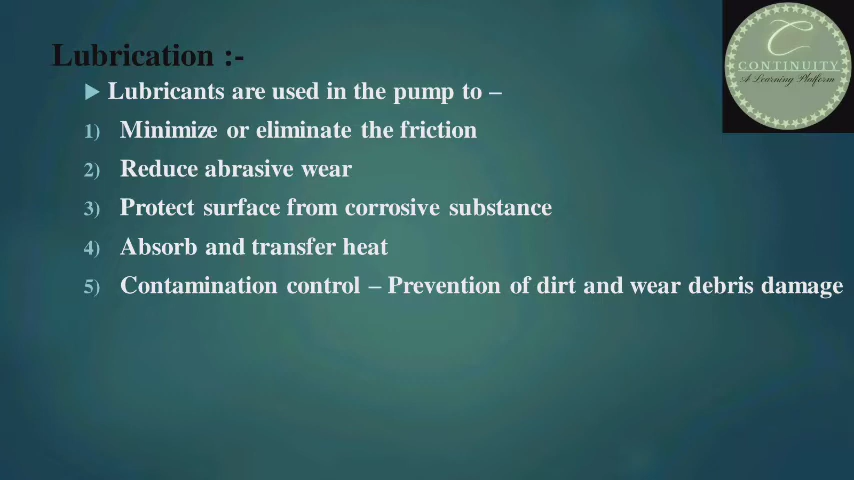 Lubrication :-
Lubricants are used in the pump to –
1) Minimize or eliminate the friction
2) Reduce abrasive wear
3) Protect surface from corrosive substance
4) Absorb and transfer heat
5) Contamination control – Prevention of dirt and wear debris damage
C
CONTINUITY
A Learning Platform